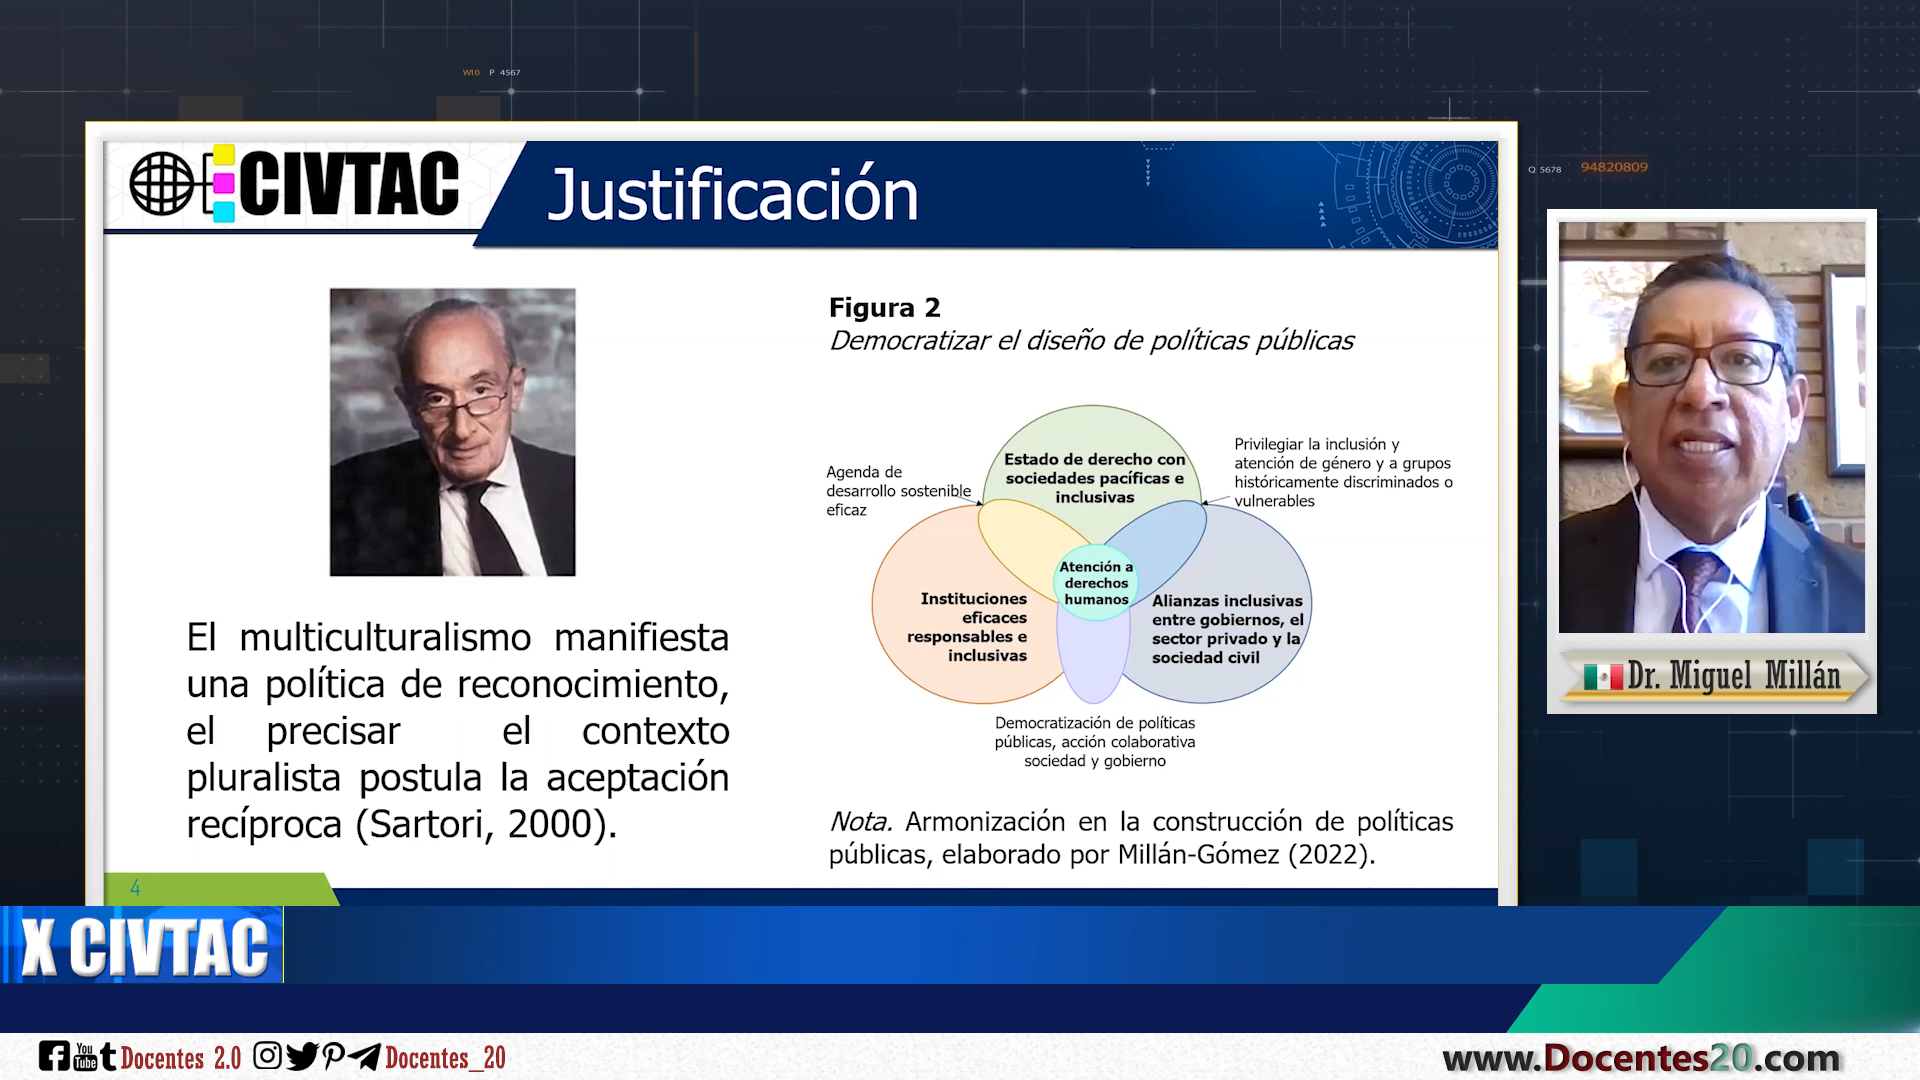 W10 P 4567
Q 5678 94820809
CIVTAC
Justificación
El multiculturalismo manifiesta
una política de reconocimiento,
el precisar el contexto
pluralista postula la aceptación
recíproca (Sartori, 2000).
Figura 2
Democratizar el diseño de políticas públicas
Estado de derecho con
sociedades pacíficas e
inclusivas
Agenda de
desarrollo sostenible
eficaz
Privilegiar la inclusión y
atención de género y a grupos
históricamente discriminados o
vulnerables
Atención a
derechos
humanos
Instituciones
eficaces
responsables e
inclusivas
Alianzas inclusivas
entre gobiernos, el
sector privado y la
sociedad civil
Democratización de políticas
públicas, acción colaborativa
sociedad y gobierno
Nota. Armonización en la construcción de políticas
públicas, elaborado por Millán-Gómez (2022).
4
Dr. Miguel Millán
X CIVTAC
You
Tube
Docentes 2.0
Docentes_20
www.Docentes20.com